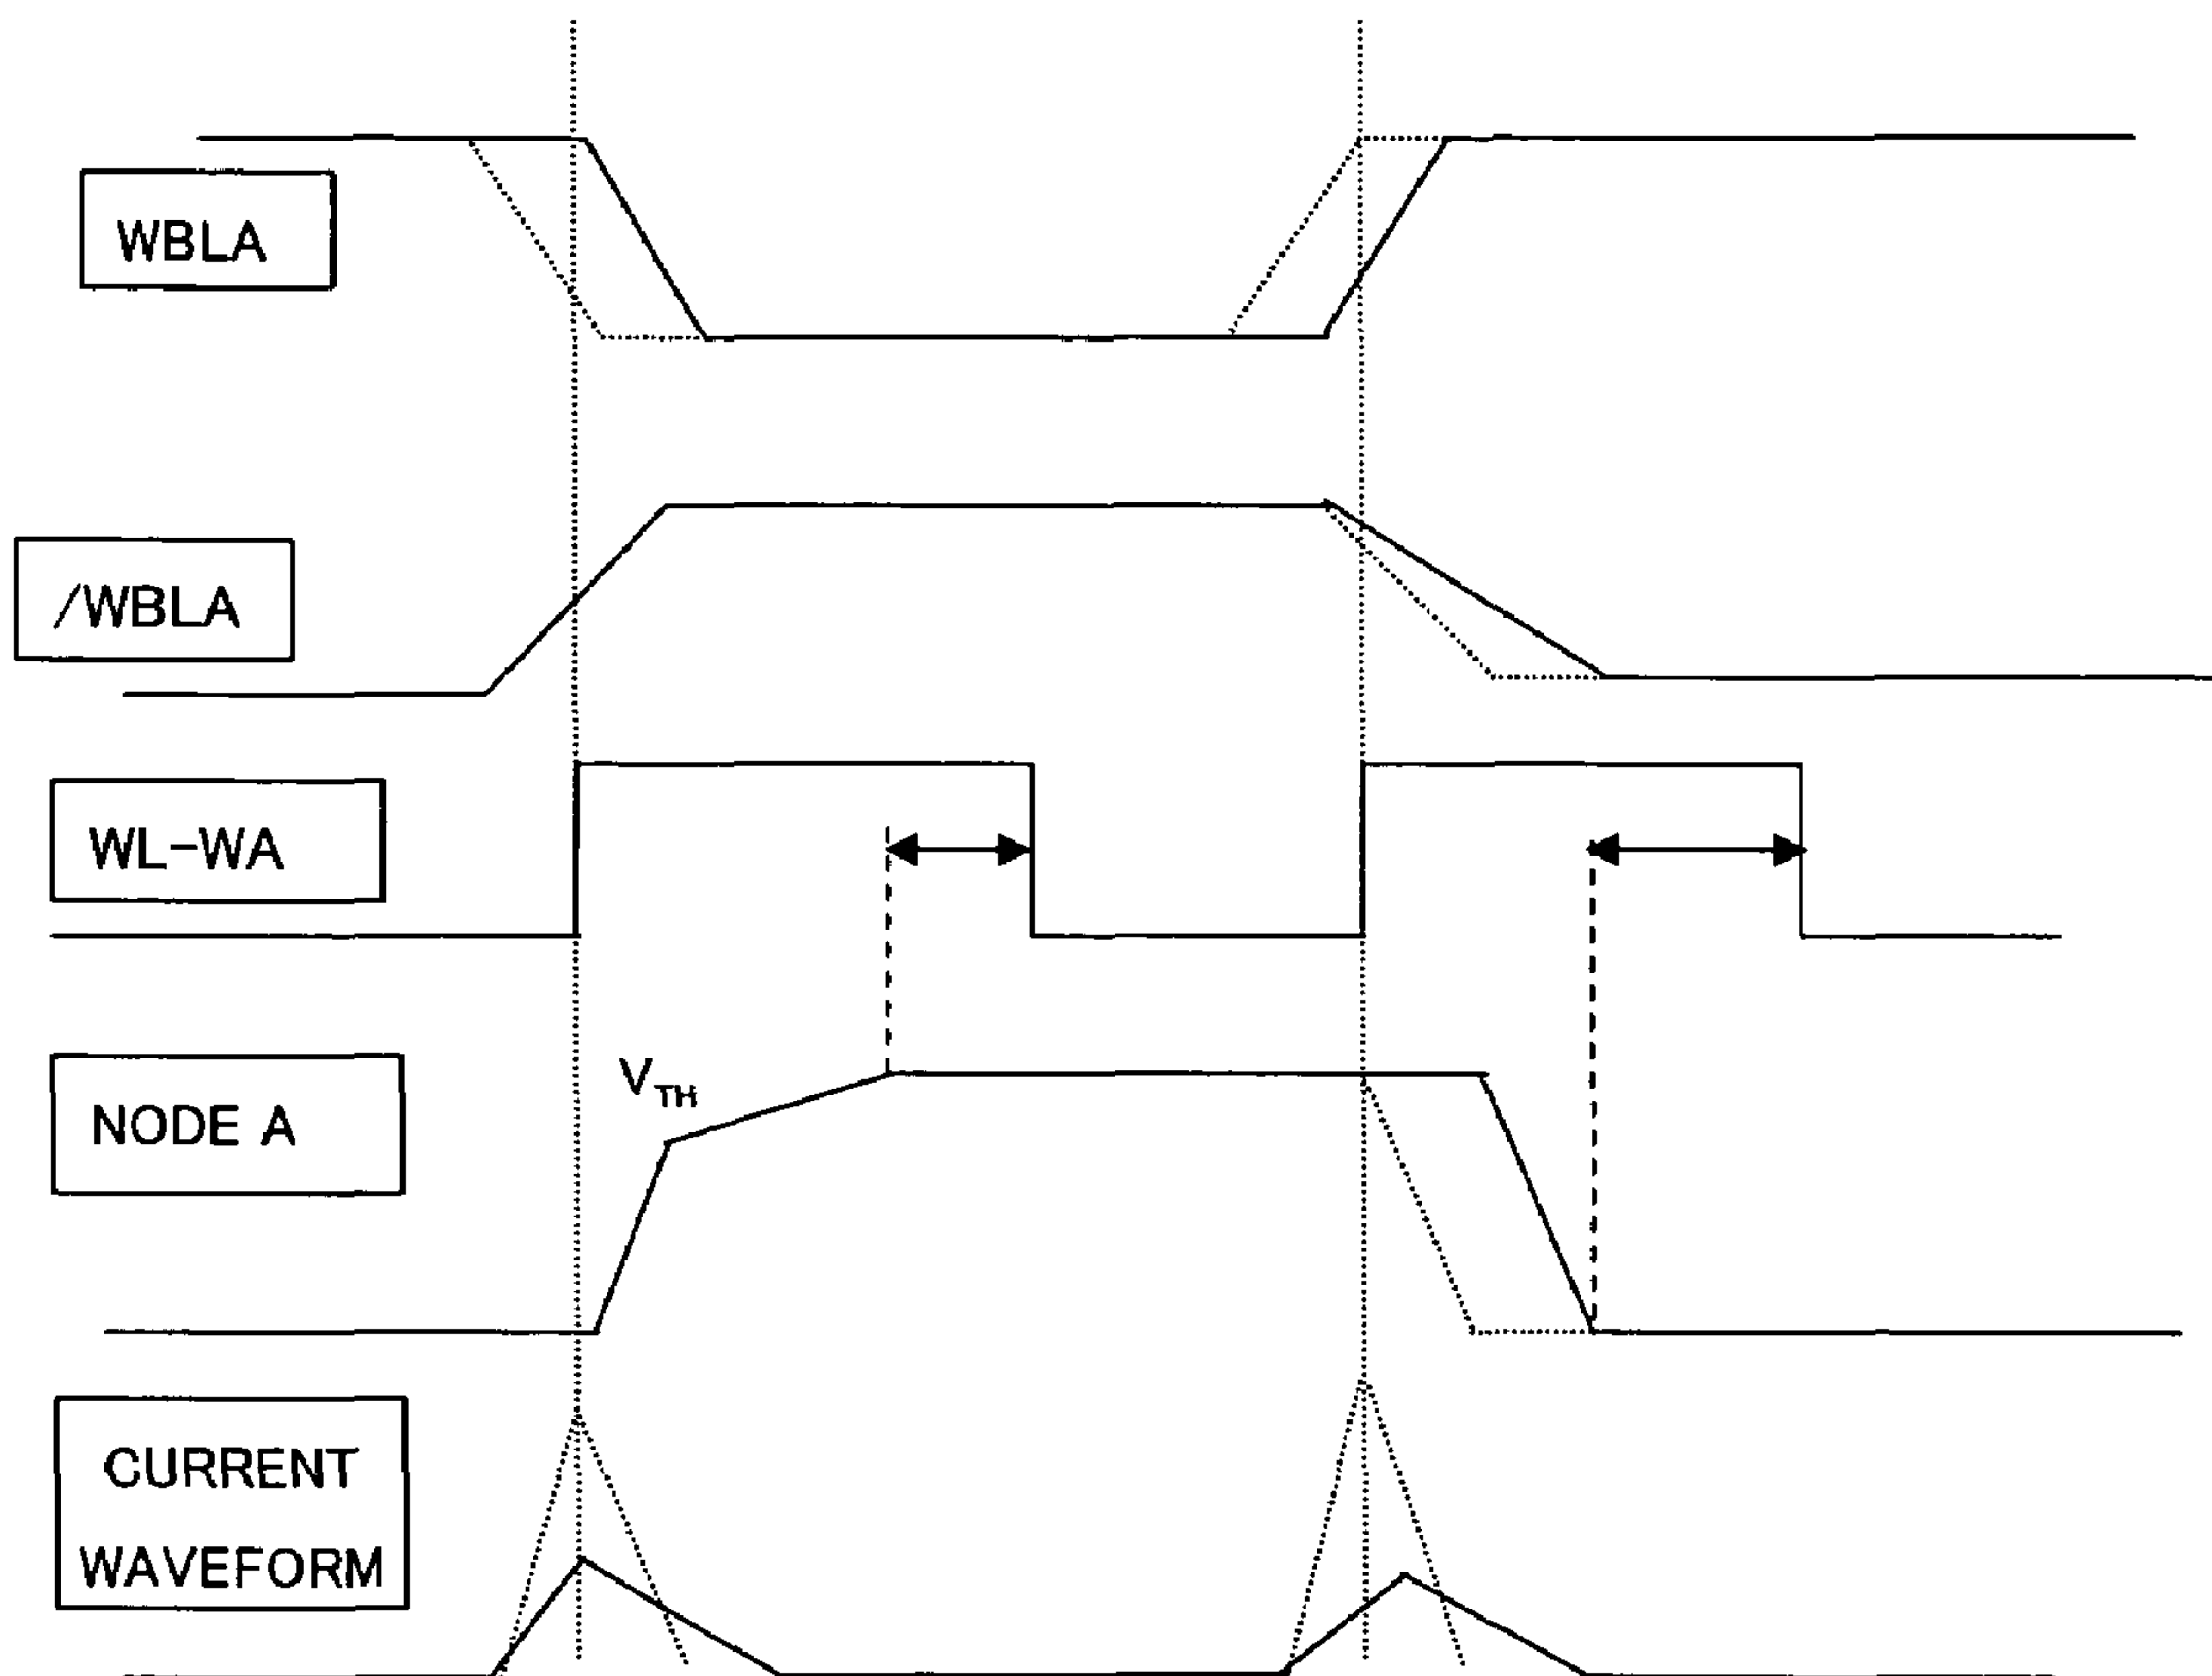 WBLA
/WBLA
WL-WA
V_TH
NODE A
CURRENT
WAVEFORM